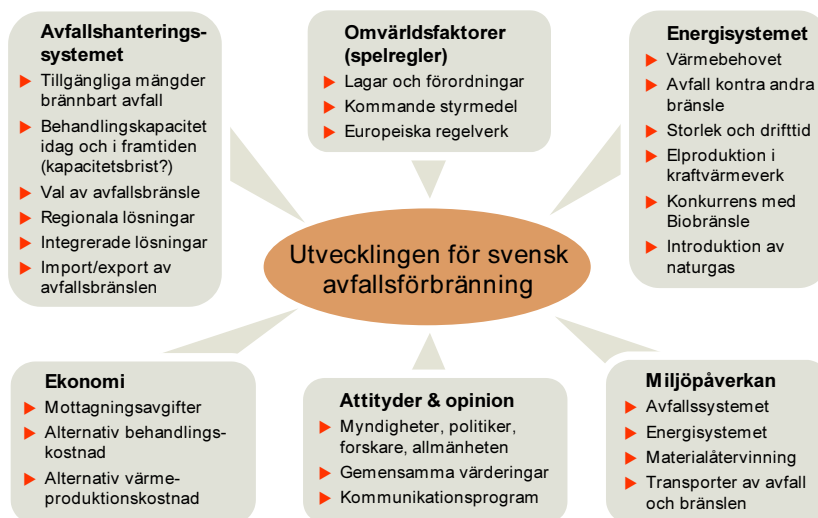 Avfallshanterings-
systemet
Tillgängliga mängder
brännbart avfall
Behandlingskapacitet
idag och i framtiden
(kapacitetsbrist?)
Val av avfallsbränsle
Regionala lösningar
Integrerade lösningar
Import/export av
avfallsbränslen
Omvärldsfaktorer
(spelregler)
Lagar och förordningar
Kommande styrmedel
Europeiska regelverk
Energisystemet
Värmebehovet
Avfall kontra andra
bränsle
Storlek och drifttid
Elproduktion i
kraftvärmeverk
Konkurrens med
Biobränsle
Introduktion av
naturgas
Utvecklingen för svensk
avfallsförbränning
Ekonomi
Mottagningsavgifter
Alternativ behandlings-
kostnad
Alternativ värme-
produktionskostnad
Attityder & opinion
Myndigheter, politiker,
forskare, allmänheten
Gemensamma värderingar
Kommunikationsprogram
Miljöpåverkan
Avfallssystemet
Energisystemet
Materialåtervinning
Transporter av avfall
och bränslen